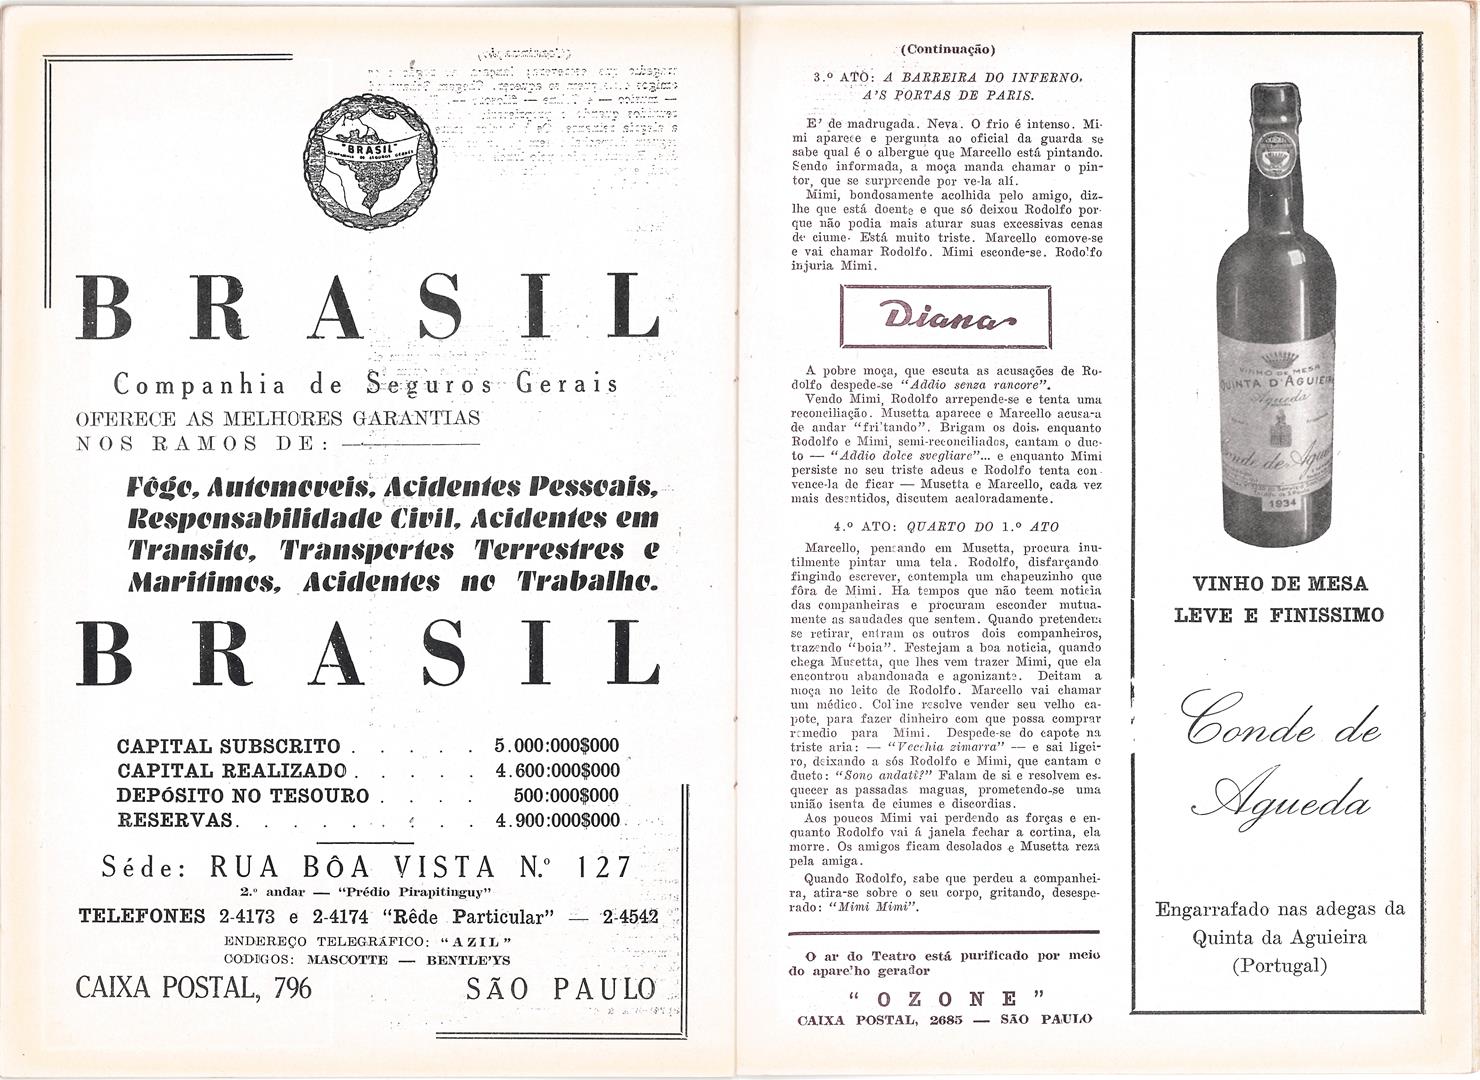 "BRASIL"
COMPANHIA DE SEGUROS GERAES
BRASIL
Companhia de Seguros Gerais
OFERECE AS MELHORES GARANTIAS
NOS RAMOS DE:
Fôgo, Automoveis, Acidentes Pessoais,
Responsabilidade Civil, Acidentes em
Transito, Transportes Terrestres e
Maritimos, Acidentes no Trabalho.
BRASIL
CAPITAL SUBSCRITO . . . . . 5.000:000$000
CAPITAL REALIZADO . . . . . 4.600:000$000
DEPÓSITO NO TESOURO . . . . 500:000$000
RESERVAS. . . . . . . . . 4.900:000$000
Séde: RUA BÔA VISTA N.º 127
2.º andar — "Prédio Pirapitinguy"
TELEFONES 2-4173 e 2-4174 "Rêde Particular" — 2-4542
ENDEREÇO TELEGRÁFICO: "AZIL"
CODIGOS: MASCOTTE — BENTLE'YS
CAIXA POSTAL, 796 SÃO PAULO
(Continuação)
3.º ATO: A BARREIRA DO INFERNO.
A'S PORTAS DE PARIS.
E' de madrugada. Neva. O frio é intenso. Mi-
mi aparece e pergunta ao oficial da guarda se
sabe qual é o albergue que Marcello está pintando.
Sendo informada, a moça manda chamar o pin-
tor, que se surpreende por ve-la alí.
Mimi, bondosamente acolhida pelo amigo, diz-
lhe que está doente e que só deixou Rodolfo por-
que não podia mais aturar suas excessivas cenas
de ciume. Está muito triste. Marcello comove-se
e vai chamar Rodolfo. Mimi esconde-se. Rodolfo
injuria Mimi.
Diana
A pobre moça, que escuta as acusações de Ro-
dolfo despede-se "Addio senza rancore".
Vendo Mimi, Rodolfo arrepende-se e tenta uma
reconciliação. Musetta aparece e Marcello acusa-a
de andar "fri'tando". Brigam os dois, enquanto
Rodolfo e Mimi, semi-reconciliados, cantam o due-
to — "Addio dolce svegliare"... e enquanto Mimi
persiste no seu triste adeus e Rodolfo tenta con-
vence-la de ficar — Musetta e Marcello, cada vez
mais desentidos, discutem acaloradamente.
4.º ATO: QUARTO DO 1.º ATO
Marcello, pensando em Musetta, procura inu-
tilmente pintar uma tela. Rodolfo, disfarçando
fingindo escrever, contempla um chapeuzinho que
fôra de Mimi. Ha tempos que não teem noticia
das companheiras e procuram esconder mutua-
mente as saudades que sentem. Quando pretendem
se retirar, entram os outros dois companheiros,
trazendo "boia". Festejam a boa noticia, quando
chega Musetta, que lhes vem trazer Mimi, que ela
encontrou abandonada e agonizante. Deitam a
moça no leito de Rodolfo. Marcello vai chamar
um médico. Col'ine resolve vender seu velho ca-
pote, para fazer dinheiro com que possa comprar
remedio para Mimi. Despede-se do capote na
triste aria: — "Vecchia zimarra" — e sai ligei-
ro, deixando a sós Rodolfo e Mimi, que cantam o
dueto: "Sono andati?" Falam de si e resolvem es-
quecer as passadas maguas, prometendo-se uma
união isenta de ciumes e discordias.
Aos poucos Mimi vai perdendo as forças e en-
quanto Rodolfo vai á janela fechar a cortina, ela
morre. Os amigos ficam desolados e Musetta reza
pela amiga.
Quando Rodolfo, sabe que perdeu a companhei-
ra, atira-se sobre o seu corpo, gritando, desespe-
rado: "Mimi Mimi".
O ar do Teatro está purificado por meio
do apare'ho gerador
"OZONE"
CAIXA POSTAL, 2685 — SÃO PAULO
VINHO DE MESA
QUINTA D'AGUIEIRA
Agueda
Conde de Agueda
1934
VINHO DE MESA
LEVE E FINISSIMO
Conde de
Agueda
Engarrafado nas adegas da
Quinta da Aguieira
(Portugal)